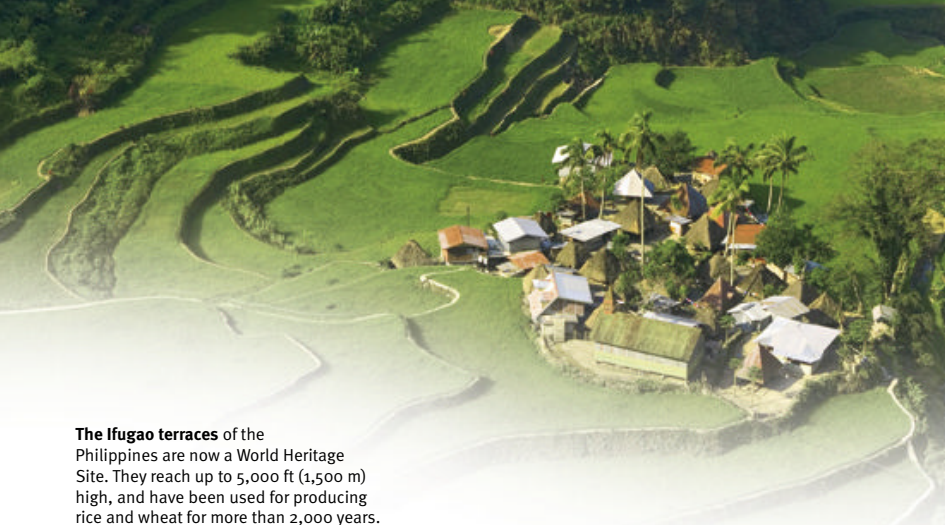 The Ifugao terraces of the
Philippines are now a World Heritage
Site. They reach up to 5,000 ft (1,500 m)
high, and have been used for producing
rice and wheat for more than 2,000 years.